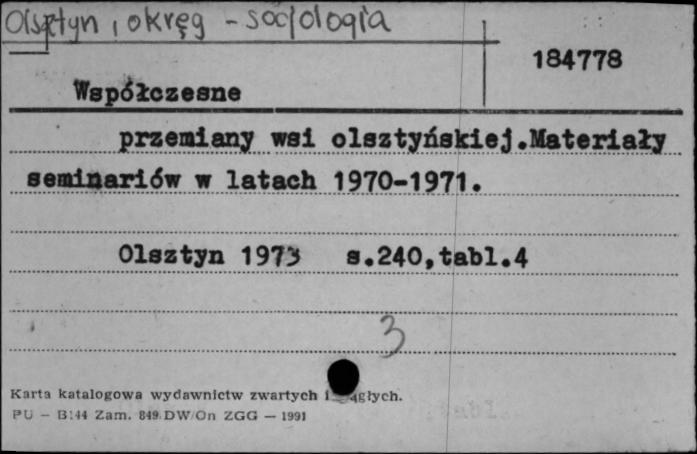 Olsztyn, okręg - socjologia
184778
Współczesne
przemiany wsi olsztyńskiej.Materiały
seminariów w latach 1970-1971.
Olsztyn 1973 s.240,tabl.4
3
Karta katalogowa wydawnictw zwartych i
PU — B144 Zam. 849 DW/On ZGG — 1991